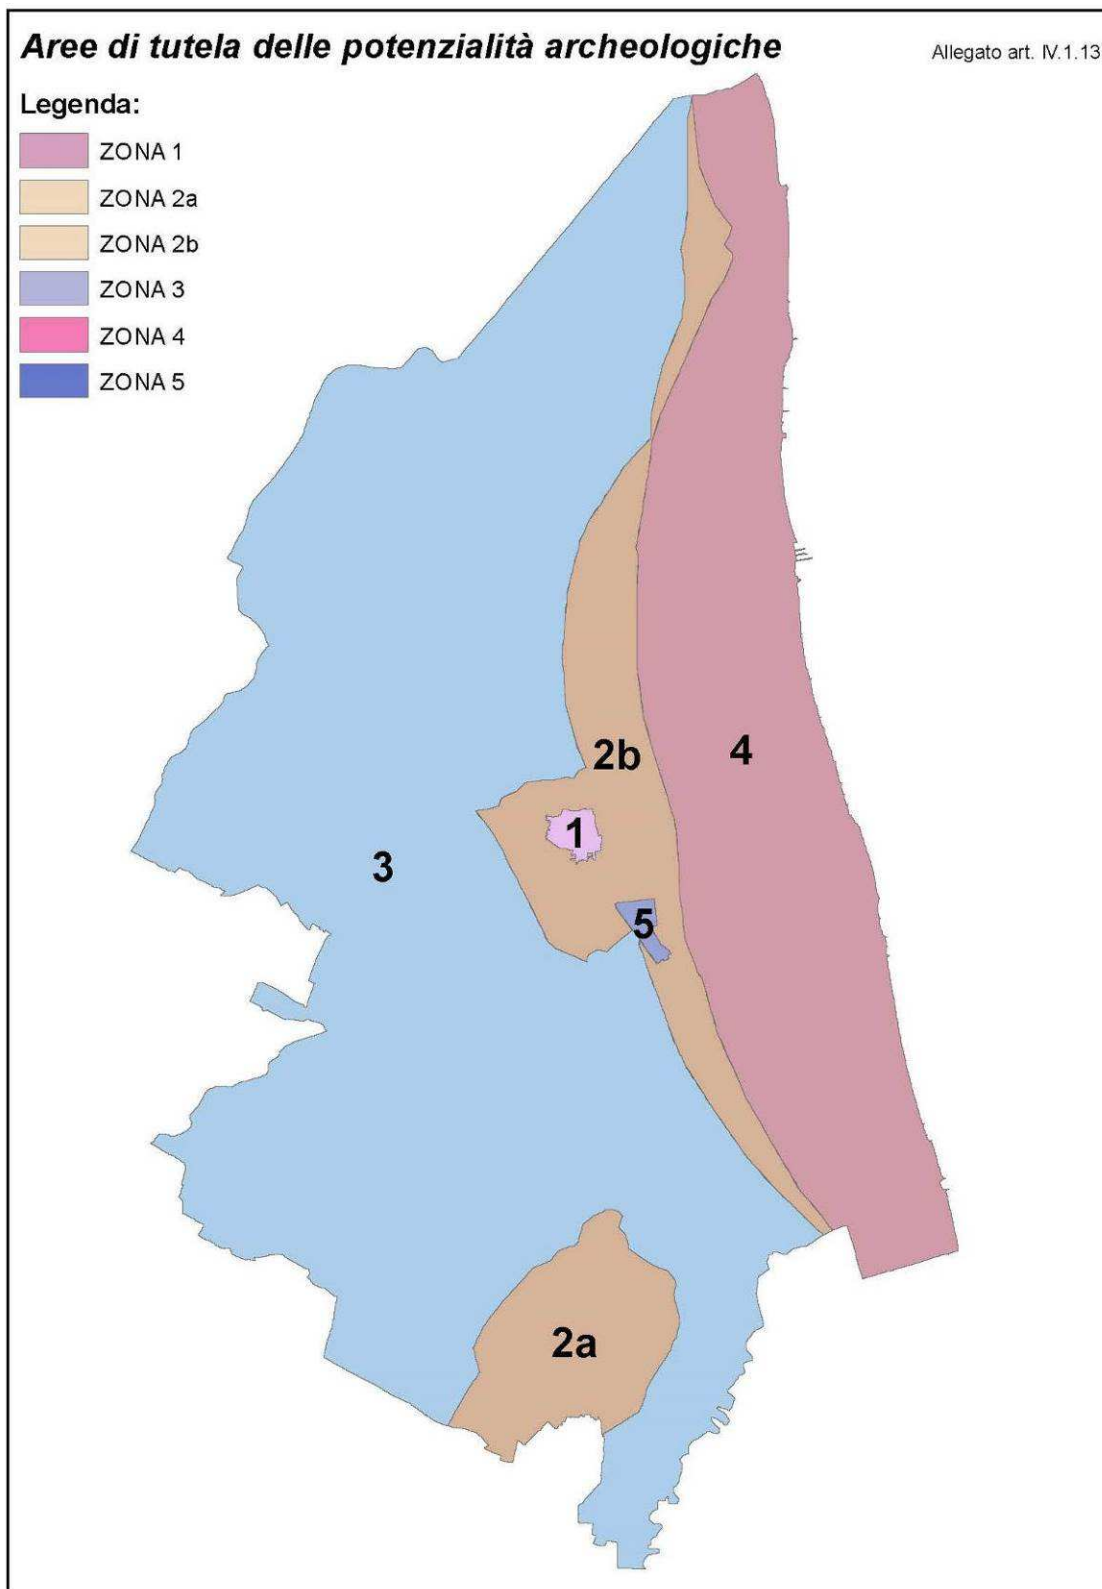 Aree di tutela delle potenzialità archeologiche
Allegato art. IV.1.13
Legenda:
ZONA 1
ZONA 2a
ZONA 2b
ZONA 3
ZONA 4
ZONA 5
2b
4
1
3
5
2a